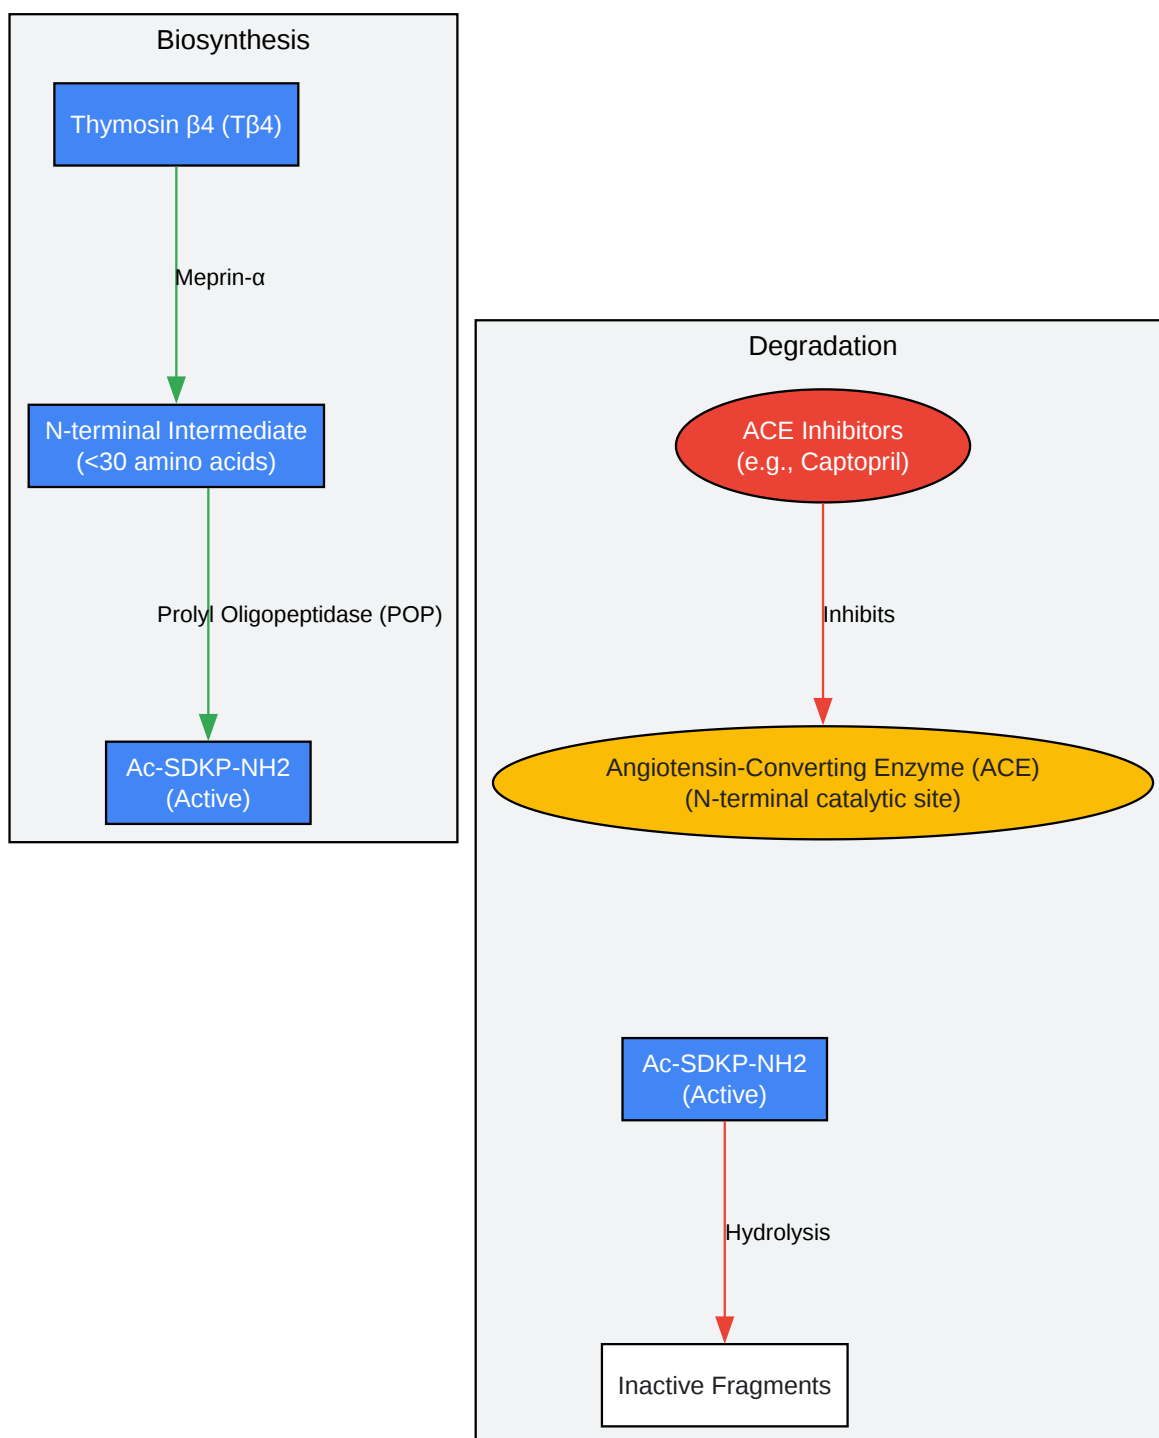 Biosynthesis
Thymosin β4 (Tβ4)
Meprin-α
N-terminal Intermediate
(<30 amino acids)
Prolyl Oligopeptidase (POP)
Ac-SDKP-NH2
(Active)
Degradation
ACE Inhibitors
(e.g., Captopril)
Inhibits
Angiotensin-Converting Enzyme (ACE)
(N-terminal catalytic site)
Ac-SDKP-NH2
(Active)
Hydrolysis
Inactive Fragments